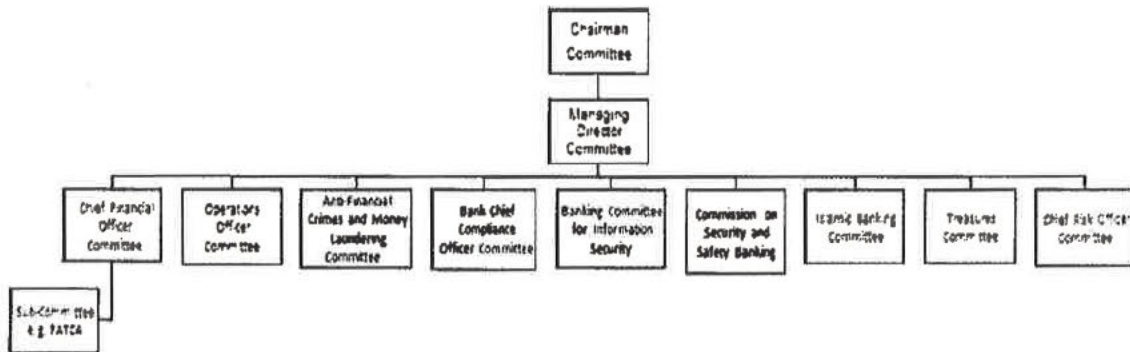 Chairman
Committee
Managing
Director
Committee
Chief Financial
Officer
Committee
Operations
Officer
Committee
Anti-Financial
Crimes and Money
Laundering
Committee
Bank Chief
Compliance
Officer Committee
Banking Committee
for Information
Security
Commission on
Security and
Safety Banking
Islamic Banking
Committee
Treasures
Committee
Chief Risk Officer
Committee
Sub-Committee
e.g. FATCA